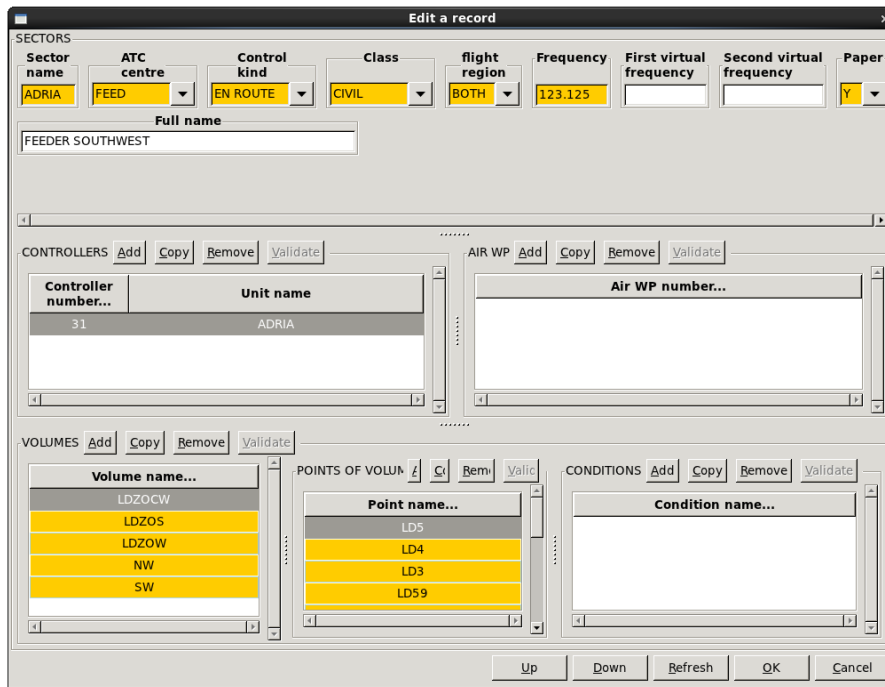 Edit a record
SECTORS
Sector name
ATC centre
Control kind
Class
flight region
Frequency
First virtual frequency
Second virtual frequency
Paper
ADRIA
FEED
EN ROUTE
CIVIL
BOTH
123.125
Y
Full name
FEEDER SOUTHWEST
CONTROLLERS Add Copy Remove Validate
Controller number...
Unit name
31 ADRIA
AIR WP Add Copy Remove Validate
Air WP number...
VOLUMES Add Copy Remove Validate
Volume name...
LDZOCW
LDZOS
LDZOW
NW
SW
POINTS OF VOLUM
Point name...
LD5
LD4
LD3
LD59
CONDITIONS Add Copy Remove Validate
Condition name...
Up Down Refresh OK Cancel